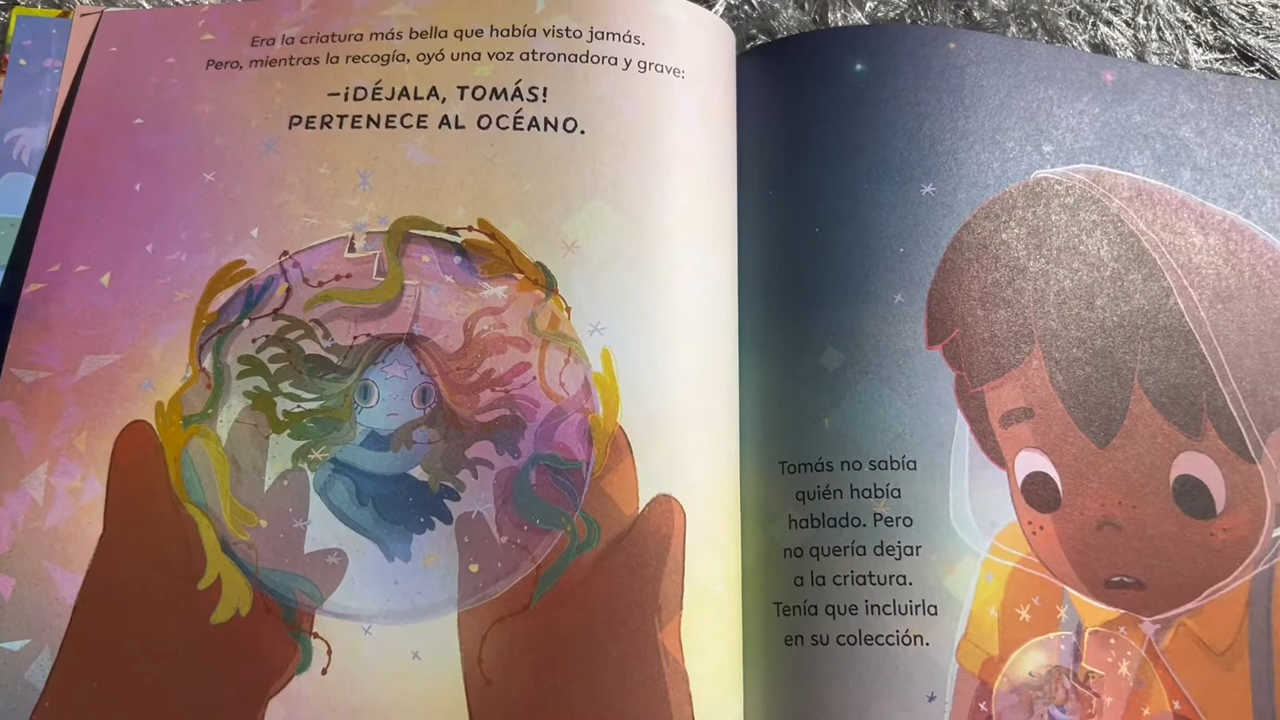 Era la criatura más bella que había visto jamás.
Pero, mientras la recogía, oyó una voz atronadora y grave:
–¡DÉJALA, TOMÁS!
PERTENECE AL OCÉANO.
Tomás no sabía
quién había
hablado. Pero
no quería dejar
a la criatura.
Tenía que incluirla
en su colección.